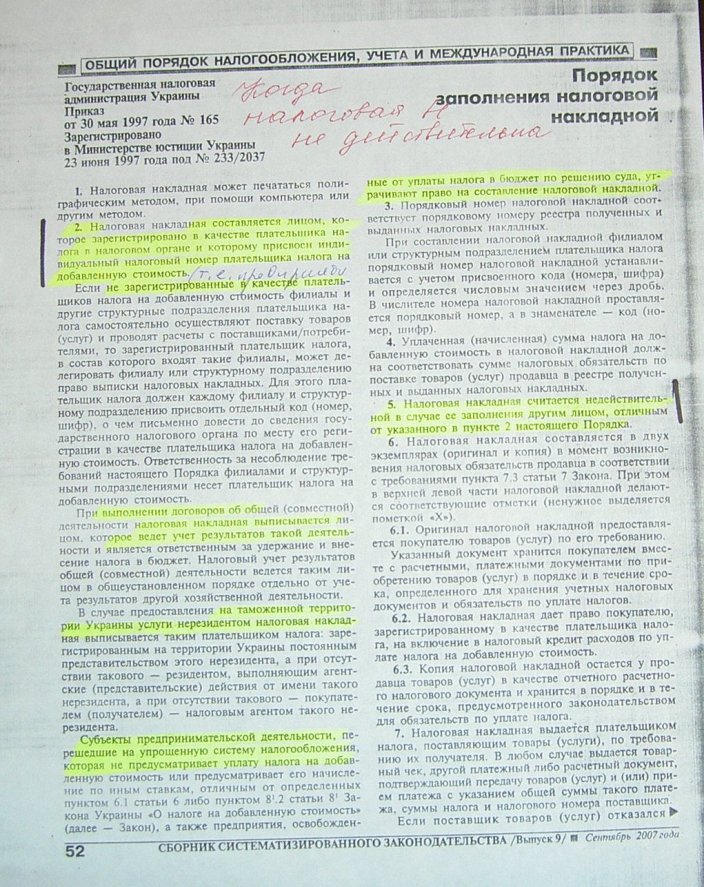 ОБЩИЙ ПОРЯДОК НАЛОГООБЛОЖЕНИЯ, УЧЕТА И МЕЖДУНАРОДНАЯ ПРАКТИКА
Государственная налоговая
администрация Украины
Приказ
от 30 мая 1997 года № 165
Зарегистрировано
в Министерстве юстиции Украины
23 июня 1997 года под № 233/2037
Когда
налоговая Н
не действительна
Порядок
заполнения налоговой
накладной
1. Налоговая накладная может печататься поли-
графическим методом, при помощи компьютера или
другим методом.
2. Налоговая накладная составляется лицом, ко-
торое зарегистрировано в качестве плательщика на-
лога в налоговом органе и которому присвоен инди-
видуальный налоговый номер плательщика налога на
добавленную стоимость. (т.е.
Если не зарегистрированные в качестве платель-
щиков налога на добавленную стоимость филиалы и
другие структурные подразделения плательщика на-
лога самостоятельно осуществляют поставку товаров
(услуг) и проводят расчеты с поставщиками/потреби-
телями, то зарегистрированный плательщик налога,
в состав которого входят такие филиалы, может де-
легировать филиалу или структурному подразделению
право выписки налоговых накладных. Для этого пла-
тельщик налога должен каждому филиалу и структур-
ному подразделению присвоить отдельный код (номер,
шифр), о чем письменно довести до сведения госу-
дарственного налогового органа по месту его реги-
страции в качестве плательщика налога на добавлен-
ную стоимость. Ответственность за несоблюдение тре-
бований настоящего Порядка филиалами и структур-
ными подразделениями несет плательщик налога на
добавленную стоимость.
При выполнении договоров об общей (совместной)
деятельности налоговая накладная выписывается ли-
цом, которое ведет учет результатов такой деятель-
ности и является ответственным за удержание и вне-
сение налога в бюджет. Налоговый учет результатов
общей (совместной) деятельности ведется таким ли-
цом в общеустановленном порядке отдельно от уче-
та результатов другой хозяйственной деятельности.
В случае предоставления на таможенной террито-
рии Украины услуги нерезидентом налоговая наклад-
ная выписывается таким плательщиком налога: заре-
гистрированным на территории Украины постоянным
представительством этого нерезидента, а при отсут-
ствии такового — резидентом, выполняющим агент-
ские (представительские) действия от имени такого
нерезидента, а при отсутствии такового – покупате-
лем (получателем) — налоговым агентом такого не-
резидента.
Субъекты предпринимательской деятельности, пе-
решедшие на упрощенную систему налогообложения,
которая не предусматривает уплату налога на добав-
ленную стоимость или предусматривает его начисле-
ние по иным ставкам, отличным от определенных
пунктом 6.1 статьи 6 либо пунктом 8¹.2 статьи 8¹ За-
кона Украины «О налоге на добавленную стоимость»
(далее – Закон), а также предприятия, освобожден-
ные от уплаты налога в бюджет по решению суда, ут-
рачивают право на составление налоговой накладной.
3. Порядковый номер налоговой накладной соот-
ветствует порядковому номеру реестра полученных и
выданных налоговых накладных.
При составлении налоговой накладной филиалом
или структурным подразделением плательщика налога
порядковый номер налоговой накладной устанавли-
вается с учетом присвоенного кода (номера, шифра)
и определяется числовым значением через дробь.
В числителе номера налоговой накладной проставля-
ется порядковый номер, а в знаменателе — код (но-
мер, шифр).
4. Уплаченная (начисленная) сумма налога на до-
бавленную стоимость в налоговой накладной долж-
на соответствовать сумме налоговых обязательств по
поставке товаров (услуг) продавца в реестре получен-
ных и выданных налоговых накладных.
5. Налоговая накладная считается недействитель-
ной в случае ее заполнения другим лицом, отличным
от указанного в пункте 2 настоящего Порядка.
6. Налоговая накладная составляется в двух
экземплярах (оригинал и копия) в момент возникно-
вения налоговых обязательств продавца в соответствии
с требованиями пункта 7.3 статьи 7 Закона. При этом
в верхней левой части налоговой накладной делают-
ся соответствующие отметки (ненужное выделяется
пометкой «Х»).
6.1. Оригинал налоговой накладной предоставля-
ется покупателю товаров (услуг) по его требованию.
Указанный документ хранится покупателем вмес-
те с расчетными, платежными документами по при-
обретению товаров (услуг) в порядке и в течение сро-
ка, определенного для хранения учетных налоговых
документов и обязательств по уплате налогов.
6.2. Налоговая накладная дает право покупателю,
зарегистрированному в качестве плательщика нало-
га, на включение в налоговый кредит расходов по уп-
лате налога на добавленную стоимость.
6.3. Копия налоговой накладной остается у про-
давца товаров (услуг) в качестве отчетного расчетно-
го налогового документа и хранится в порядке и в те-
чение срока, предусмотренного законодательством
для обязательств по уплате налога.
7. Налоговая накладная выдается плательщиком
налога, поставляющим товары (услуги), по требова-
нию их получателя. В любом случае выдается товар-
ный чек, другой платежный либо расчетный документ,
подтверждающий передачу товаров (услуг) и (или) при-
ем платежа с указанием общей суммы такого плате-
жа, суммы налога и налогового номера поставщика.
Если поставщик товаров (услуг) отказался ▶
52
СБОРНИК СИСТЕМАТИЗИРОВАННОГО ЗАКОНОДАТЕЛЬСТВА /Выпуск 9/ Сентябрь 2007 года